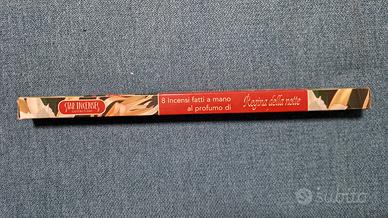 STAR INCENSES
8 Incensi fatti a mano
al profumo di
Regina della notte
subito